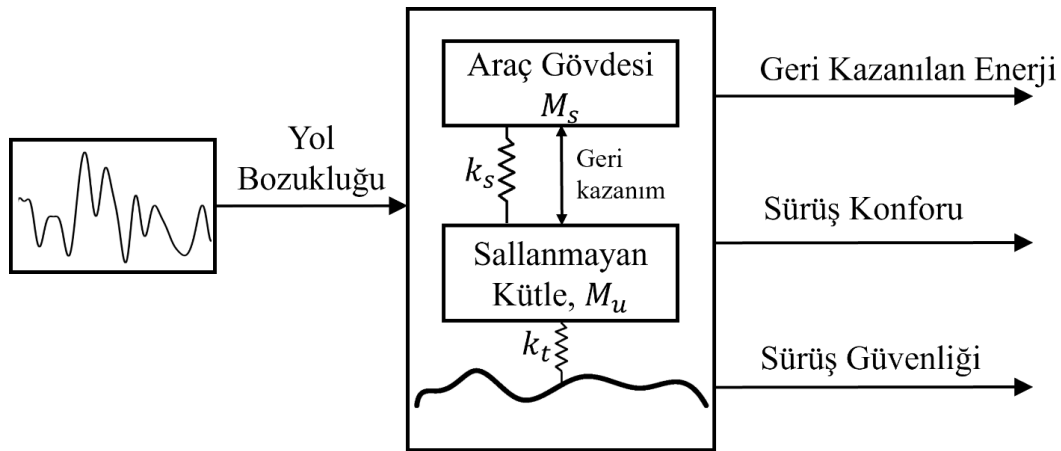 Yol
Bozukluğu
Araç Gövdesi
M_s
k_s
Geri
kazanım
Sallanmayan
Kütle, M_u
k_t
Geri Kazanılan Enerji
Sürüş Konforu
Sürüş Güvenliği